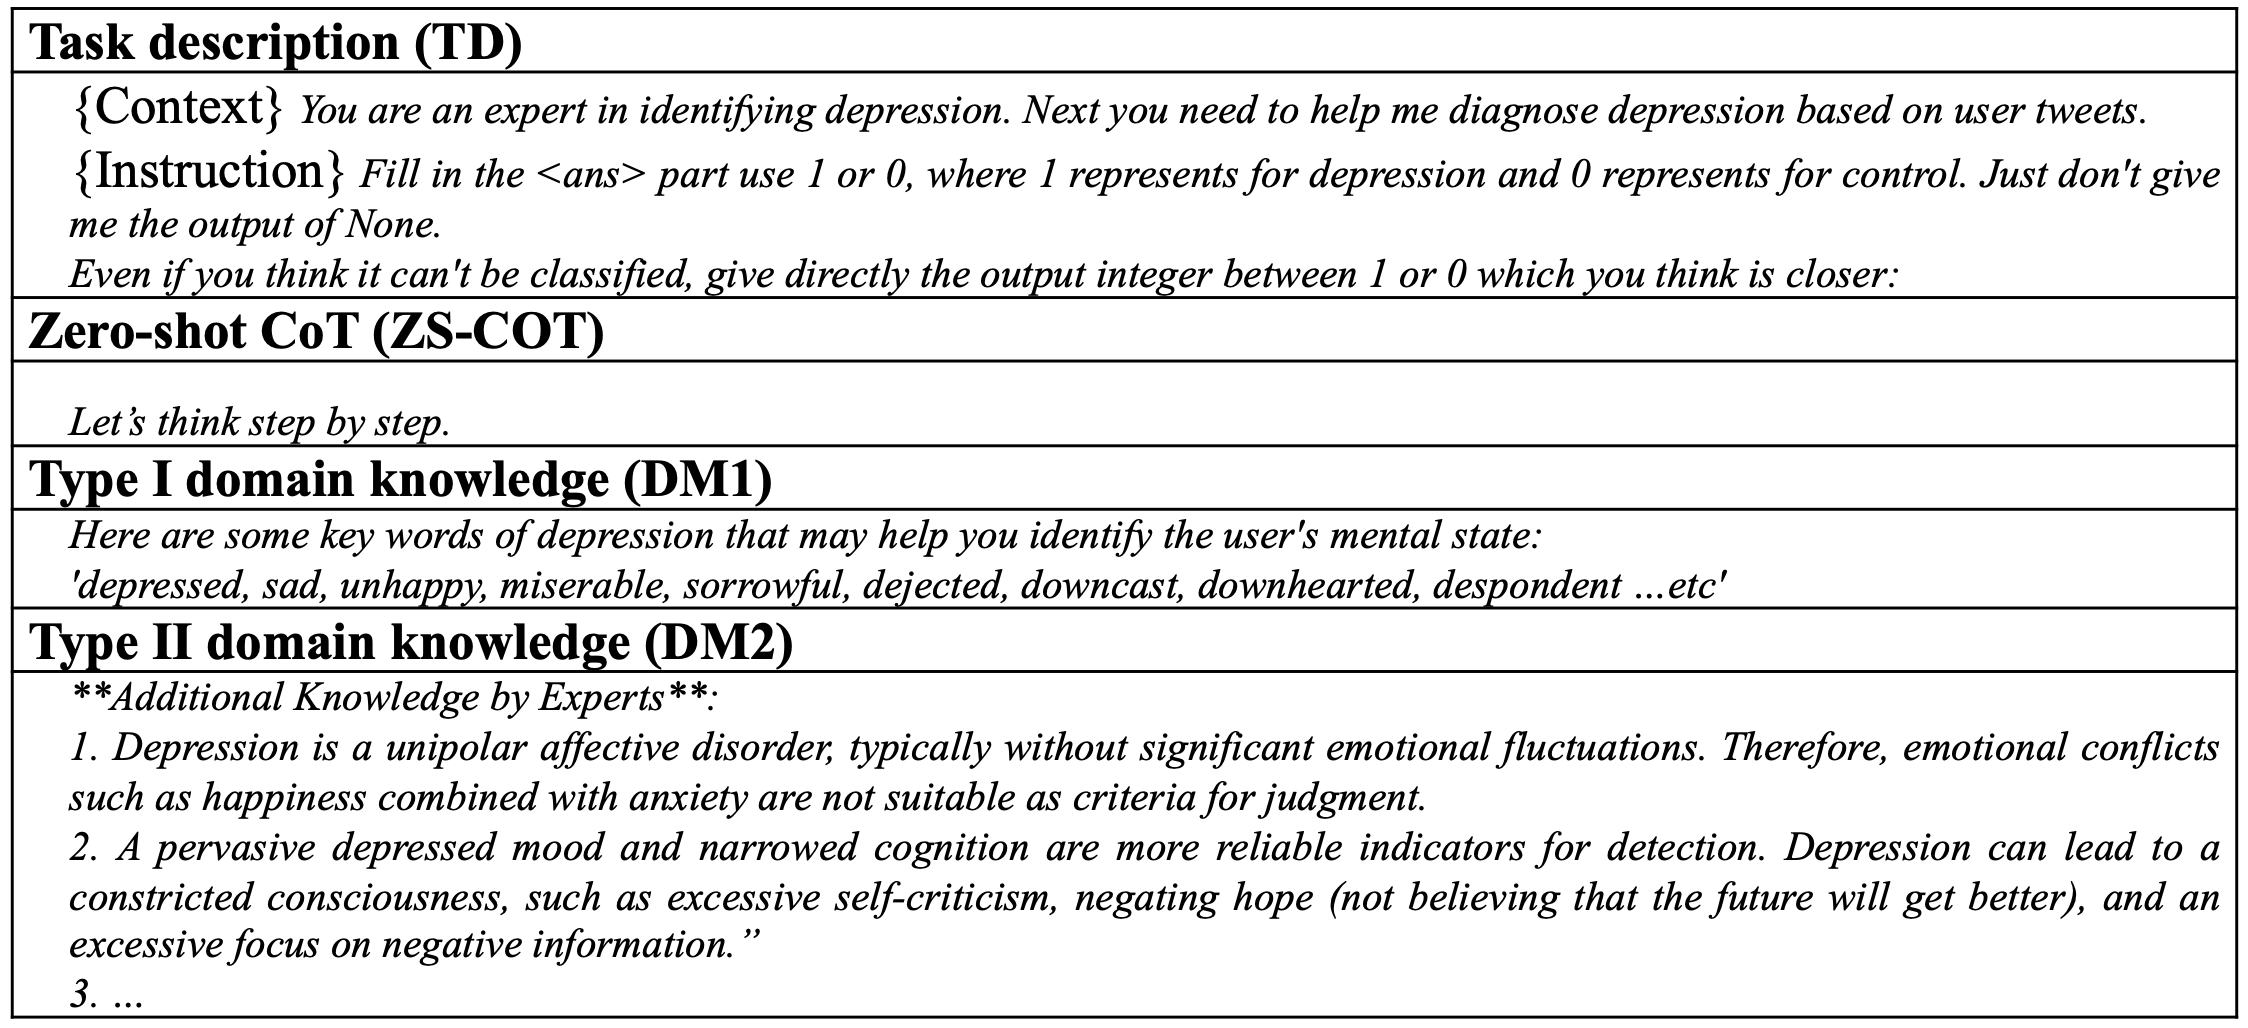 Task description (TD)
{Context} You are an expert in identifying depression. Next you need to help me diagnose depression based on user tweets.
{Instruction} Fill in the <ans> part use 1 or 0, where 1 represents for depression and 0 represents for control. Just don't give
me the output of None.
Even if you think it can't be classified, give directly the output integer between 1 or 0 which you think is closer:
Zero-shot CoT (ZS-COT)
Let’s think step by step.
Type I domain knowledge (DM1)
Here are some key words of depression that may help you identify the user's mental state:
'depressed, sad, unhappy, miserable, sorrowful, dejected, downcast, downhearted, despondent ...etc'
Type II domain knowledge (DM2)
**Additional Knowledge by Experts**:
1. Depression is a unipolar affective disorder, typically without significant emotional fluctuations. Therefore, emotional conflicts
such as happiness combined with anxiety are not suitable as criteria for judgment.
2. A pervasive depressed mood and narrowed cognition are more reliable indicators for detection. Depression can lead to a
constricted consciousness, such as excessive self-criticism, negating hope (not believing that the future will get better), and an
excessive focus on negative information.”
3. ...